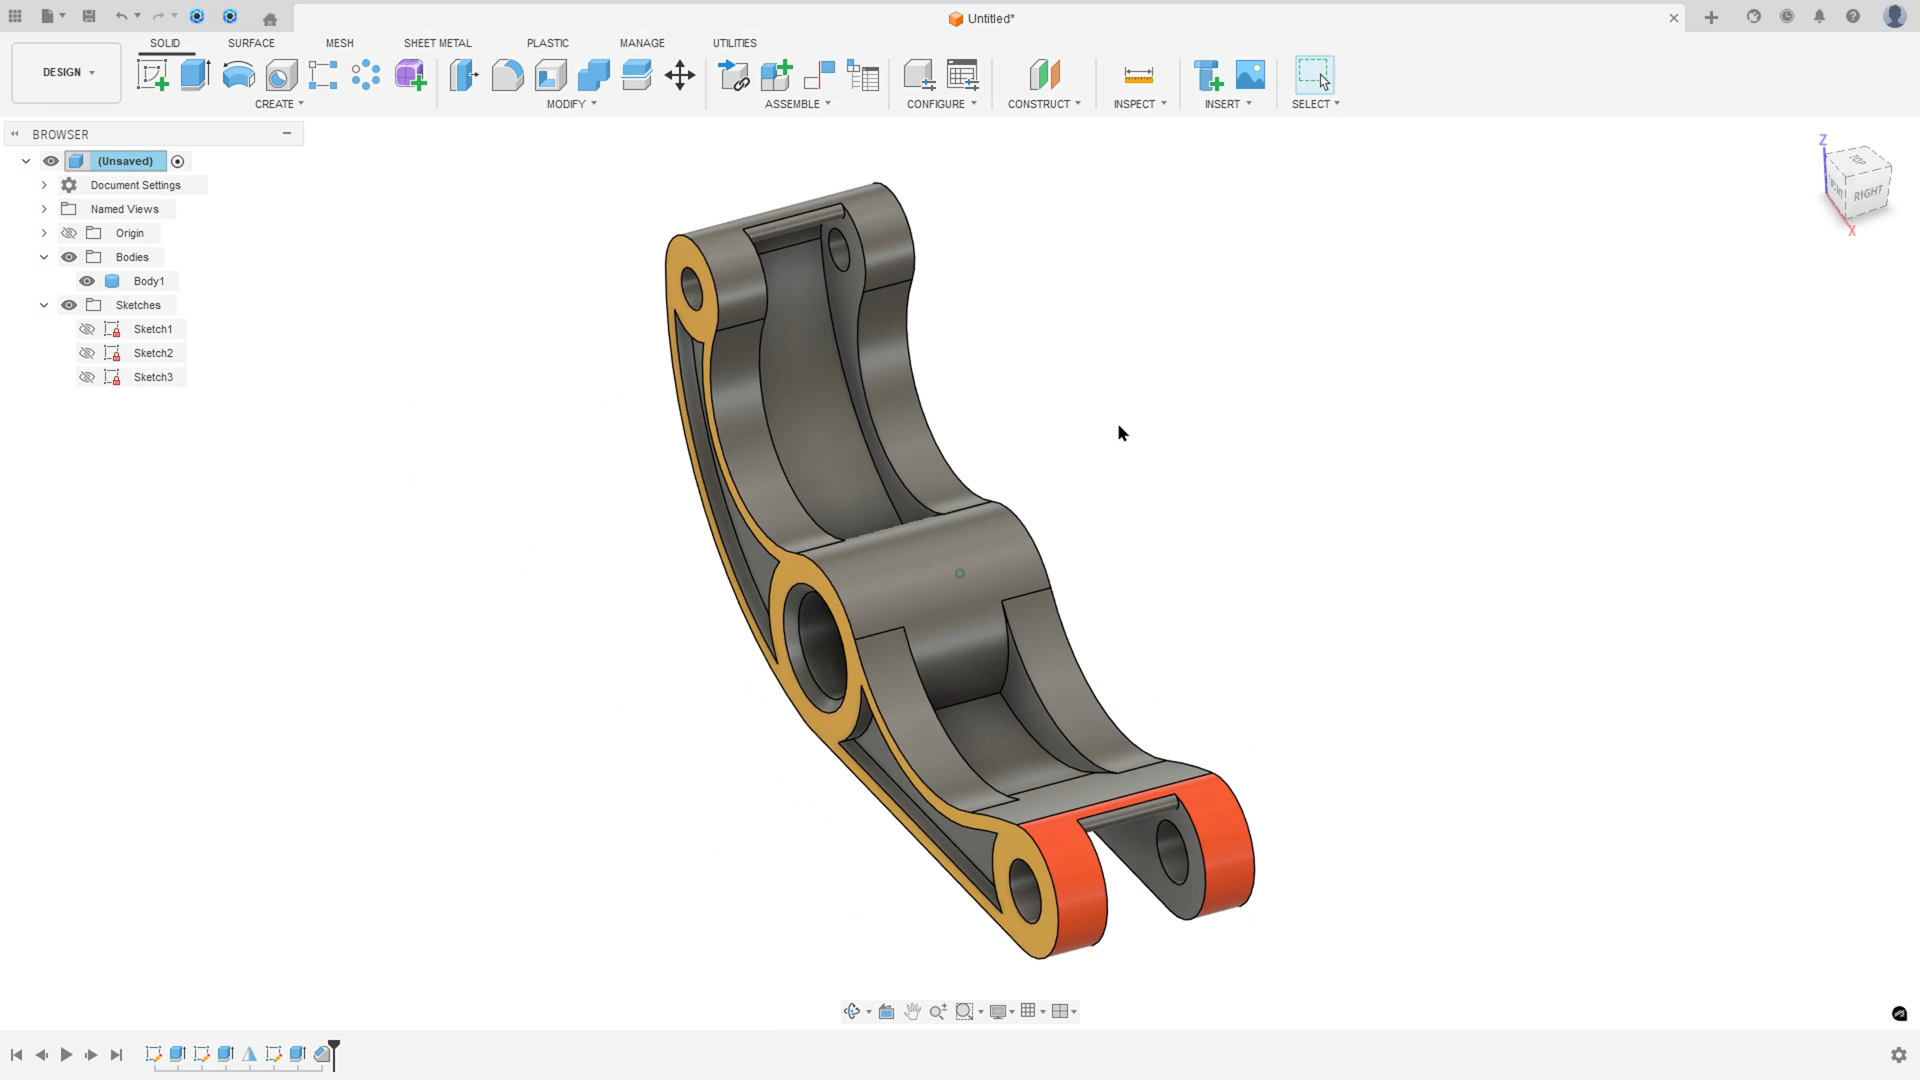 Untitled*
SOLID SURFACE MESH SHEET METAL PLASTIC MANAGE UTILITIES
DESIGN
CREATE MODIFY ASSEMBLE CONFIGURE CONSTRUCT INSPECT INSERT SELECT
BROWSER
(Unsaved)
Document Settings
Named Views
Origin
Bodies
Body1
Sketches
Sketch1
Sketch2
Sketch3
Z
TOP
RIGHT
X